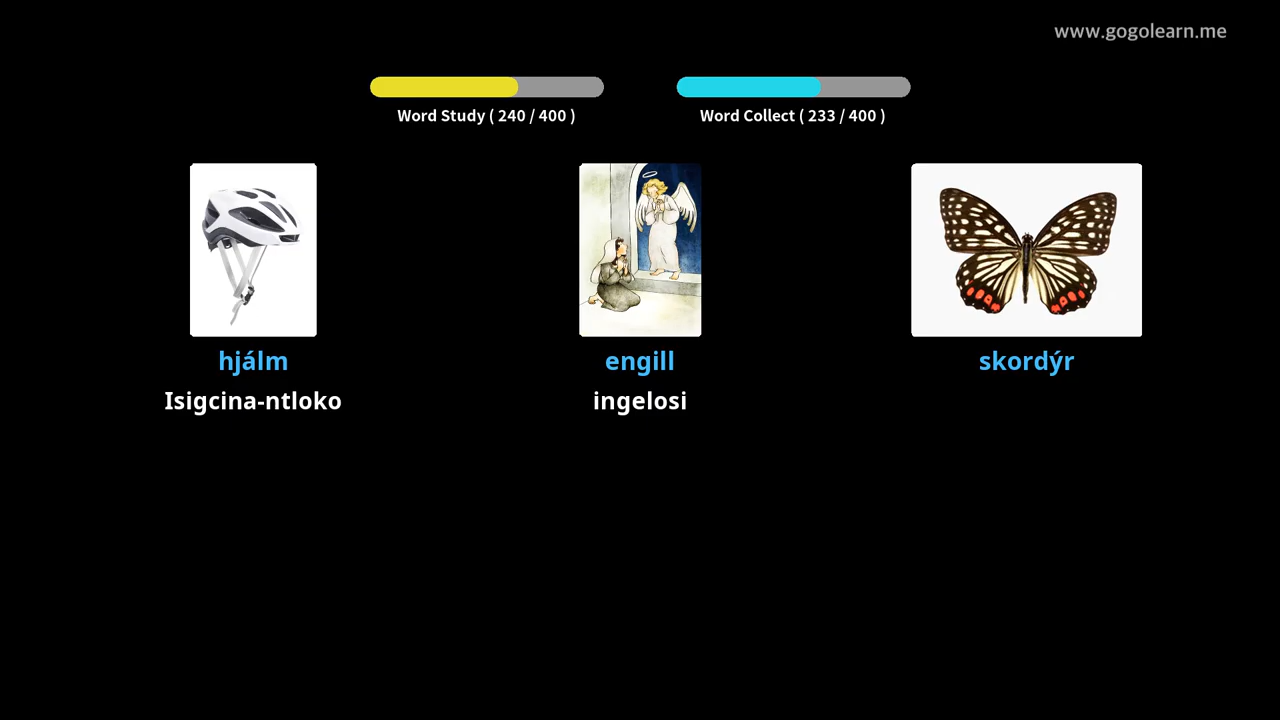 www.gogolearn.me
Word Study ( 240 / 400 )
Word Collect ( 233 / 400 )
hjálm
engill
skordýr
Isigcina-ntloko
ingelosi